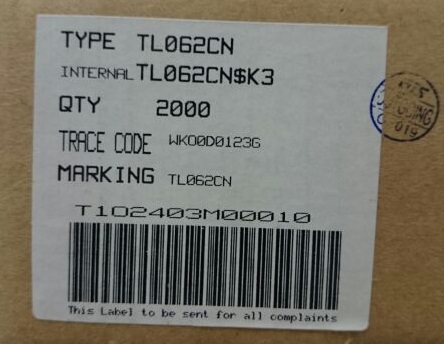 TYPE TL062CN
INTERNAL TL062CN$K3
QTY 2000
TRACE CODE WK00D0123G
MARKING TL062CN
T102403M00010
This Label to be sent for all complaints